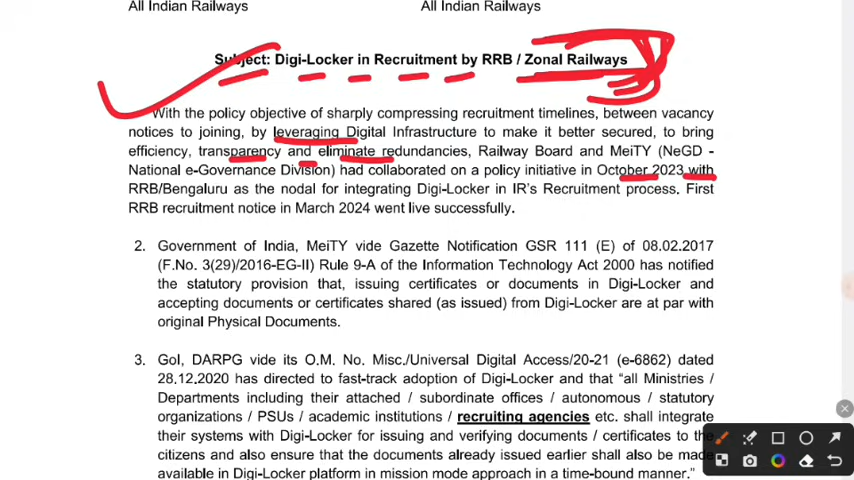 All Indian Railways All Indian Railways
Subject: Digi-Locker in Recruitment by RRB / Zonal Railways
With the policy objective of sharply compressing recruitment timelines, between vacancy
notices to joining, by leveraging Digital Infrastructure to make it better secured, to bring
efficiency, transparency and eliminate redundancies, Railway Board and MeiTY (NeGD -
National e-Governance Division) had collaborated on a policy initiative in October 2023 with
RRB/Bengaluru as the nodal for integrating Digi-Locker in IR's Recruitment process. First
RRB recruitment notice in March 2024 went live successfully.
2. Government of India, MeiTY vide Gazette Notification GSR 111 (E) of 08.02.2017
(F.No. 3(29)/2016-EG-II) Rule 9-A of the Information Technology Act 2000 has notified
the statutory provision that, issuing certificates or documents in Digi-Locker and
accepting documents or certificates shared (as issued) from Digi-Locker are at par with
original Physical Documents.
3. GoI, DARPG vide its O.M. No. Misc./Universal Digital Access/20-21 (e-6862) dated
28.12.2020 has directed to fast-track adoption of Digi-Locker and that “all Ministries /
Departments including their attached / subordinate offices / autonomous / statutory
organizations / PSUs / academic institutions / recruiting agencies etc. shall integrate
their systems with Digi-Locker for issuing and verifying documents / certificates to the
citizens and also ensure that the documents already issued earlier shall also be made
available in Digi-Locker platform in mission mode approach in a time-bound manner.”